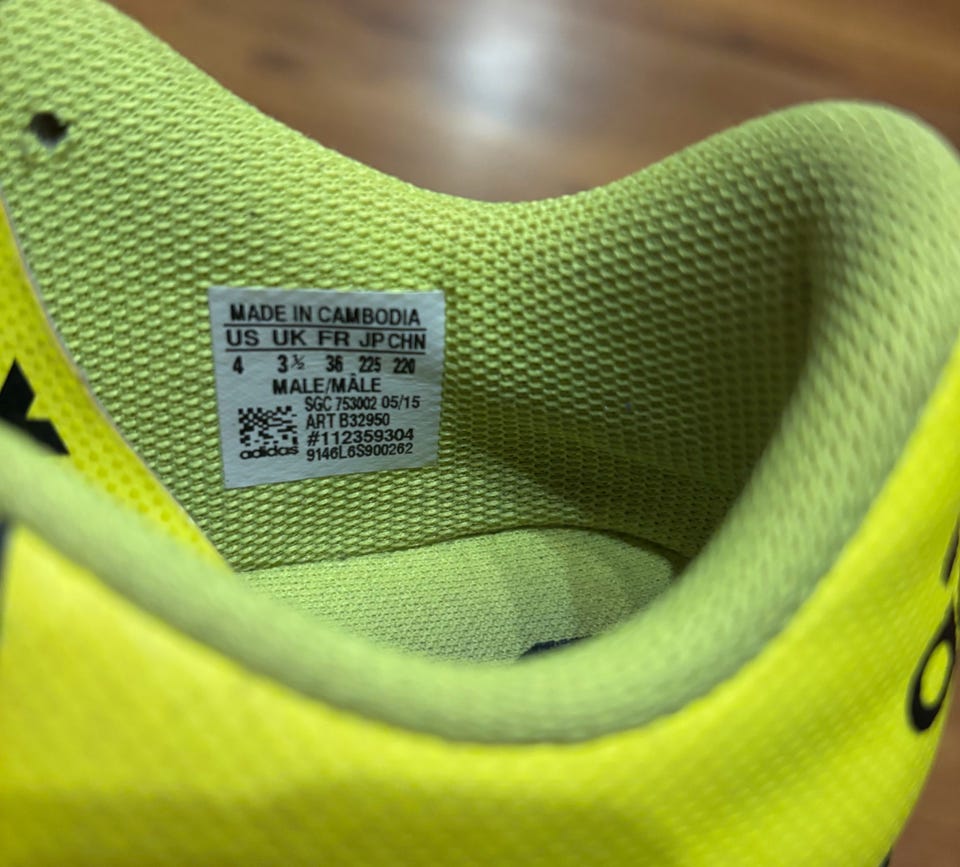 MADE IN CAMBODIA
US UK FR JP CHN
4 3½ 36 225 220
MALE/MÂLE
SGC 753002 05/15
ART B32950
#112359304
adidas 9146L6S900262